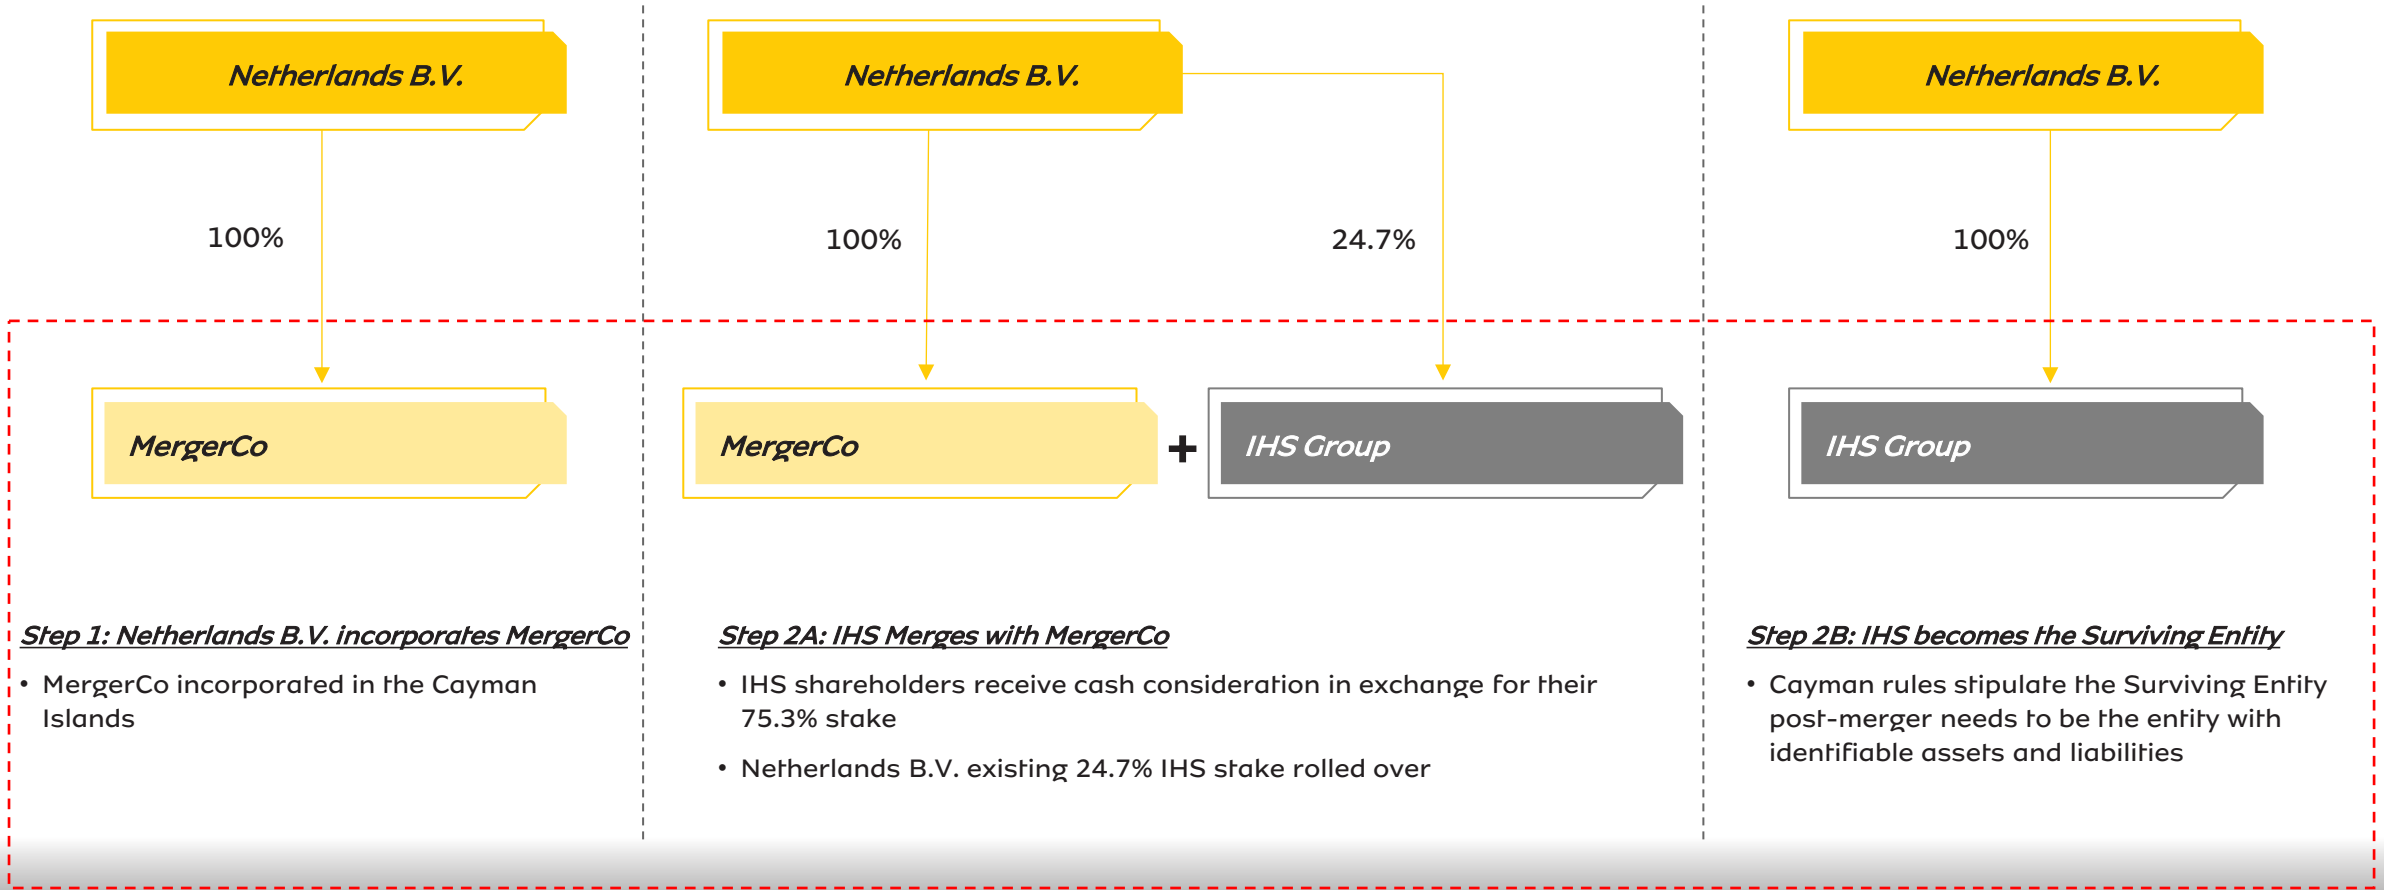 Netherlands B.V.
Netherlands B.V.
Netherlands B.V.
100%
100%
24.7%
100%
MergerCo
MergerCo
+
IHS Group
IHS Group
Step 1: Netherlands B.V. incorporates MergerCo
• MergerCo incorporated in the Cayman
Islands
Step 2A: IHS Merges with MergerCo
• IHS shareholders receive cash consideration in exchange for their
75.3% stake
• Netherlands B.V. existing 24.7% IHS stake rolled over
Step 2B: IHS becomes the Surviving Entity
• Cayman rules stipulate the Surviving Entity
post-merger needs to be the entity with
identifiable assets and liabilities